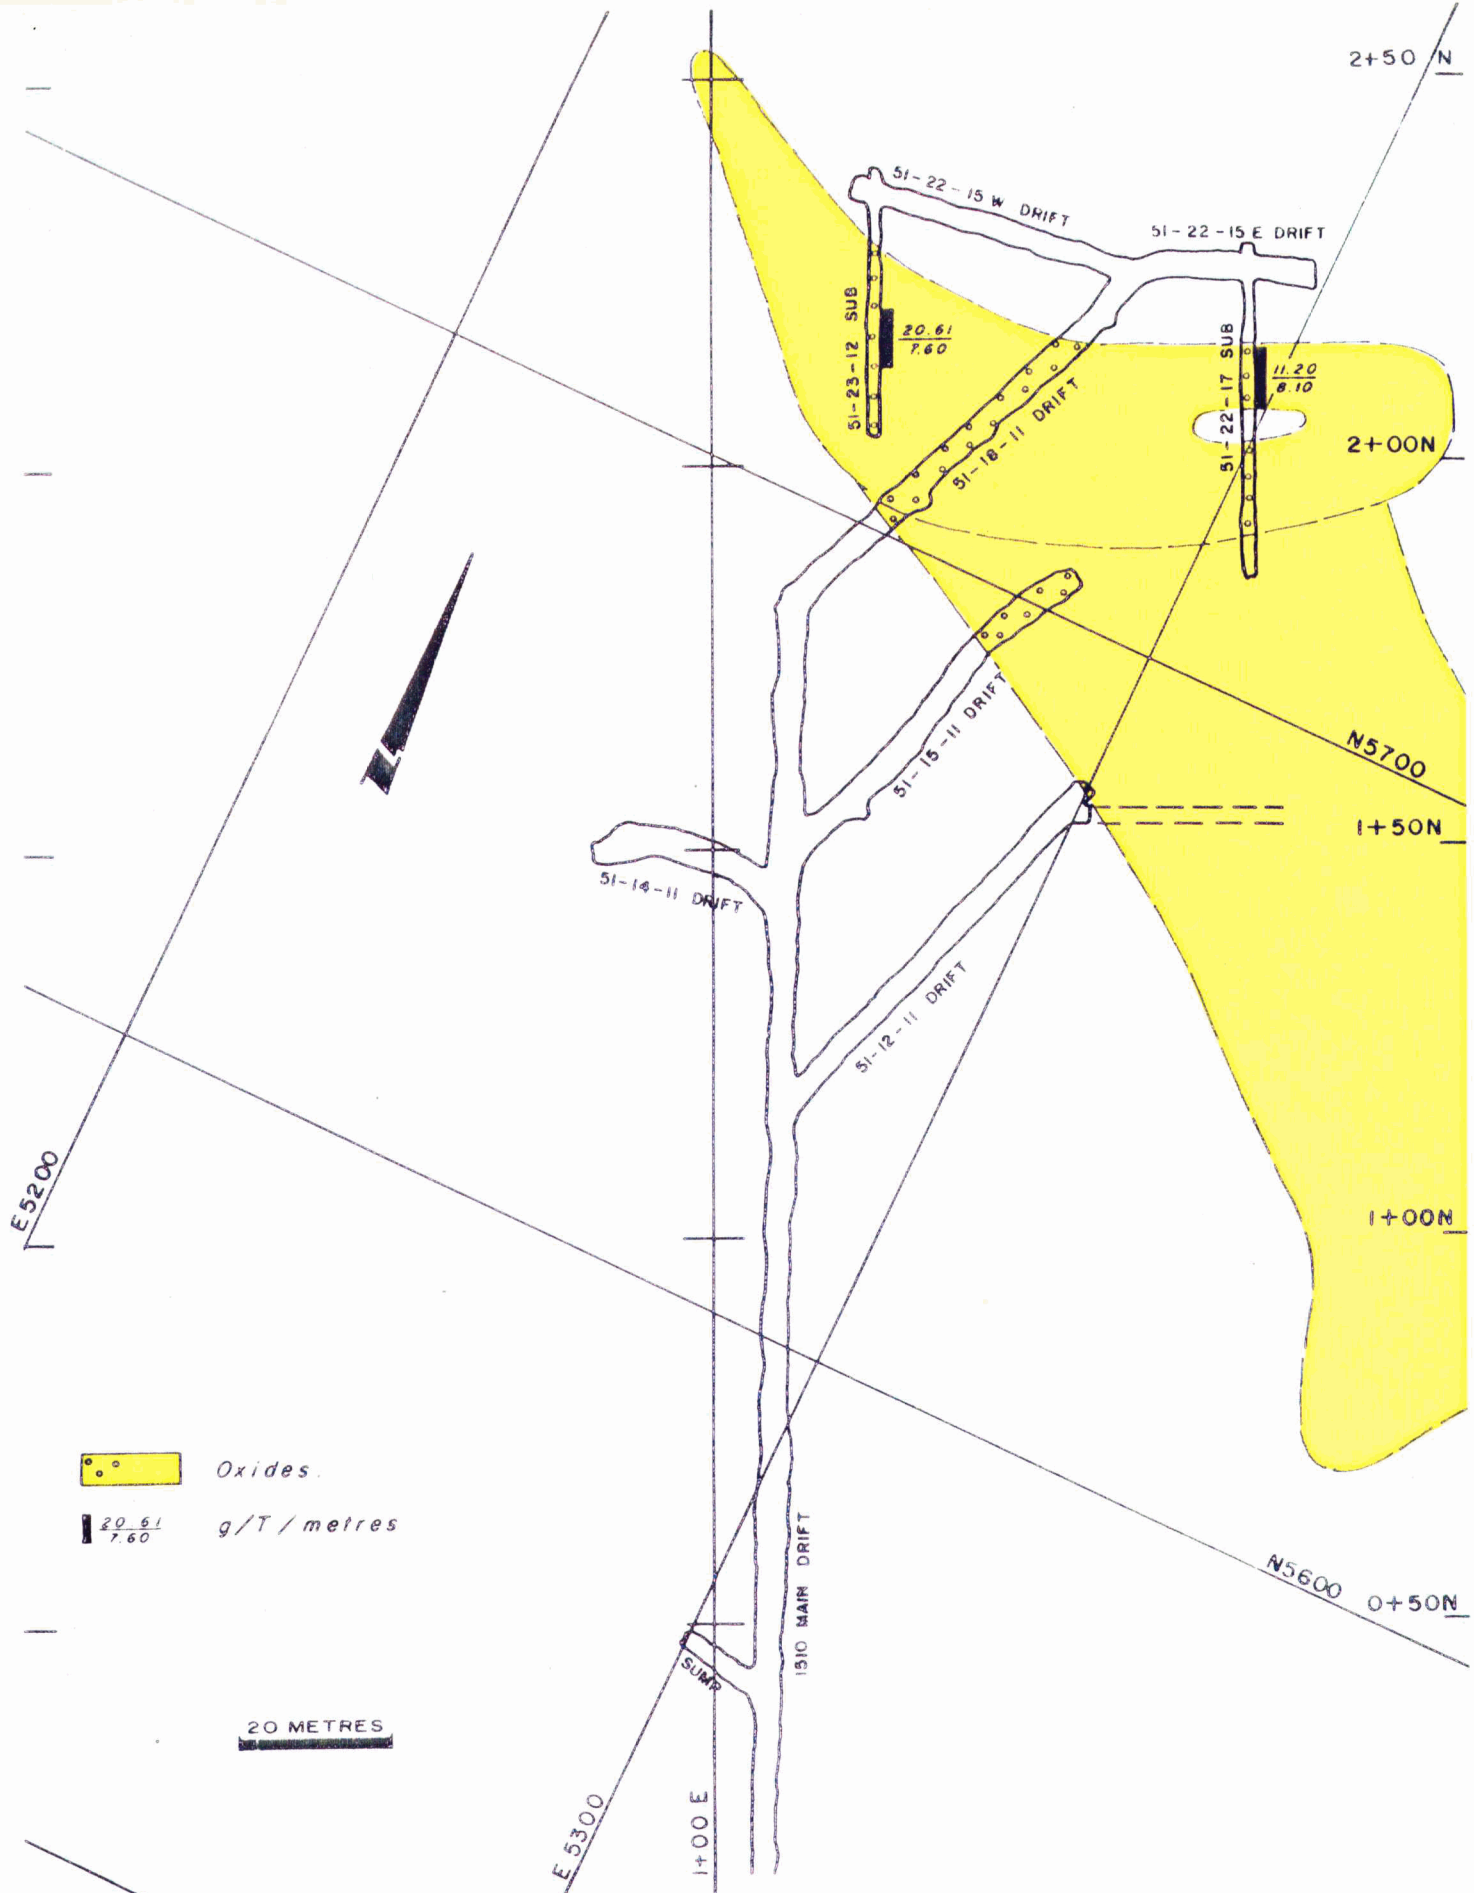 2+50 N
51-22-15 W DRIFT
51-22-15 E DRIFT
51-23-12 SUB
20.61
7.60
51-22-17 SUB
11.20
8.10
51-18-11 DRIFT
2+00N
51-15-11 DRIFT
N5700
1+50N
51-14-11 DRIFT
51-12-11 DRIFT
E5200
1+00N
Oxides.
20.61
7.60
g/T/metres
1310 MAIN DRIFT
N5600
0+50N
SUMP
20 METRES
E5300
1+00 E